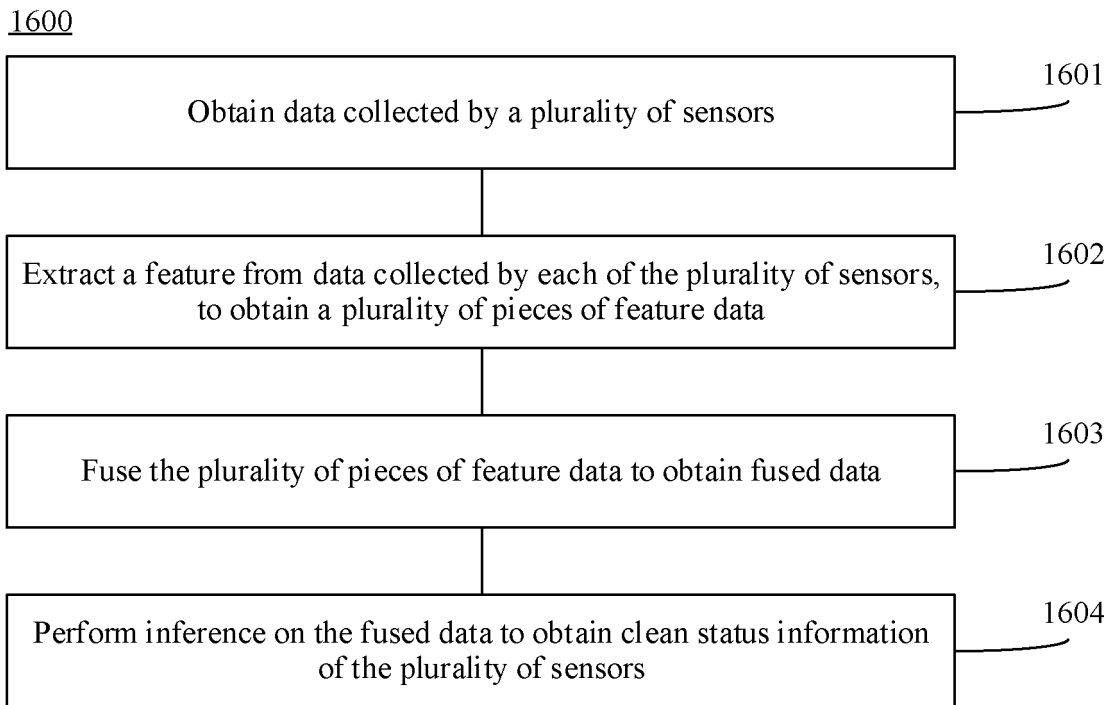 1600
1601
Obtain data collected by a plurality of sensors
1602
Extract a feature from data collected by each of the plurality of sensors,
to obtain a plurality of pieces of feature data
1603
Fuse the plurality of pieces of feature data to obtain fused data
1604
Perform inference on the fused data to obtain clean status information
of the plurality of sensors